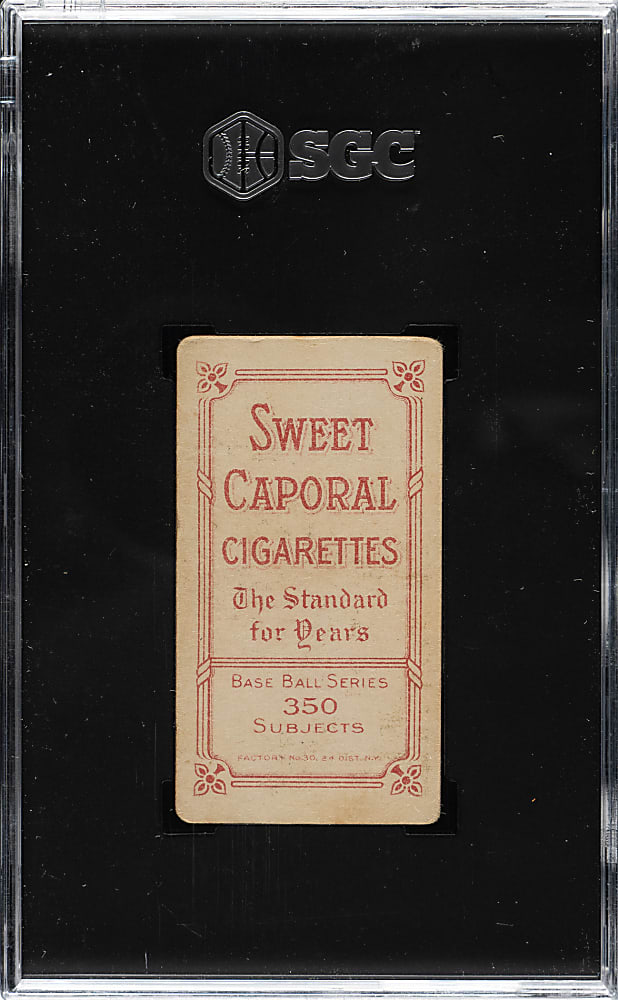 SGC
SWEET
CAPORAL
CIGARETTES
The Standard
for Years
BASE BALL SERIES
350
SUBJECTS
FACTORY No. 30, 2d DIST. N.Y.